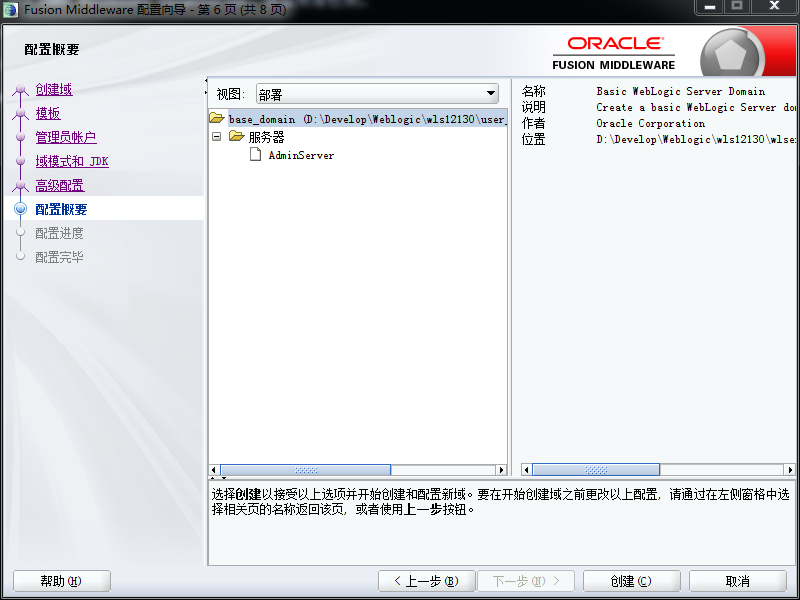 Fusion Middleware 配置向导 - 第 6 页 (共 8 页)
配置概要
ORACLE
FUSION MIDDLEWARE
创建域
模板
管理员帐户
域模式和 JDK
高级配置
配置概要
配置进度
配置完毕
视图: 部署
base_domain (D:\Develop\Weblogic\wls12130\user_
服务器
AdminServer
名称 Basic WebLogic Server Domain
说明 Create a basic WebLogic Server dom
作者 Oracle Corporation
位置 D:\Develop\Weblogic\wls12130\wlse
选择创建以接受以上选项并开始创建和配置新域。要在开始创建域之前更改以上配置, 请通过在左侧窗格中选
择相关页的名称返回该页, 或者使用上一步按钮。
帮助(H)
< 上一步(B)
下一步(N) >
创建(C)
取消